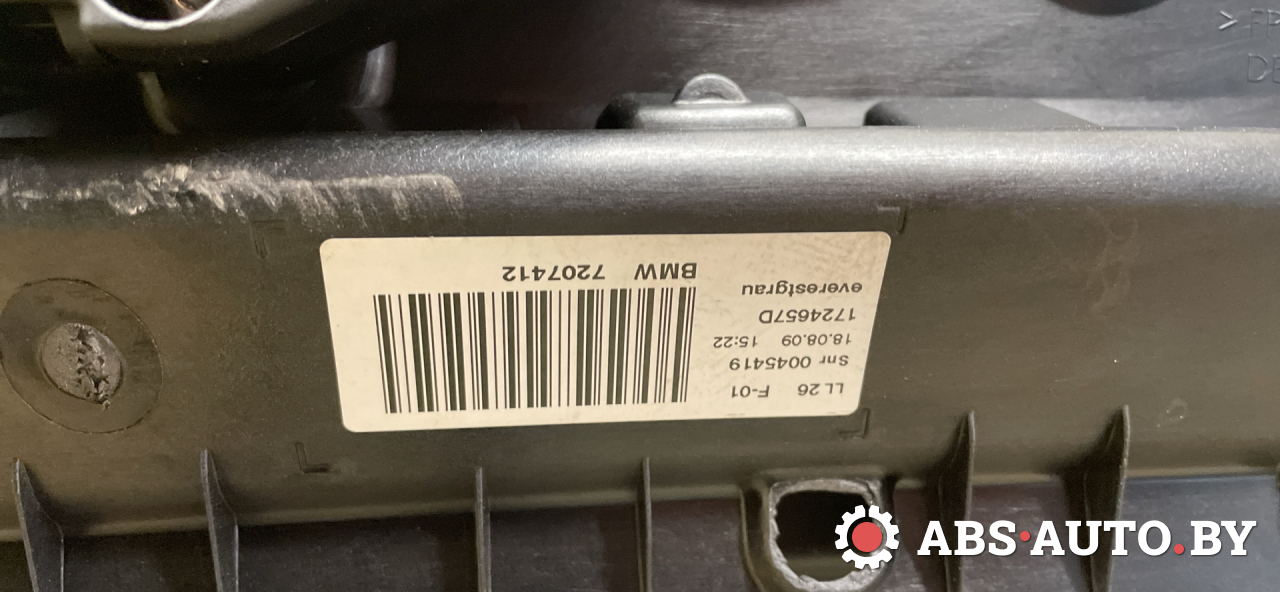 LL 26 F-01
Snr 0045419
18.08.09 15:22
1724657D
everestgrau
BMW 7207412
ABS·AUTO.BY